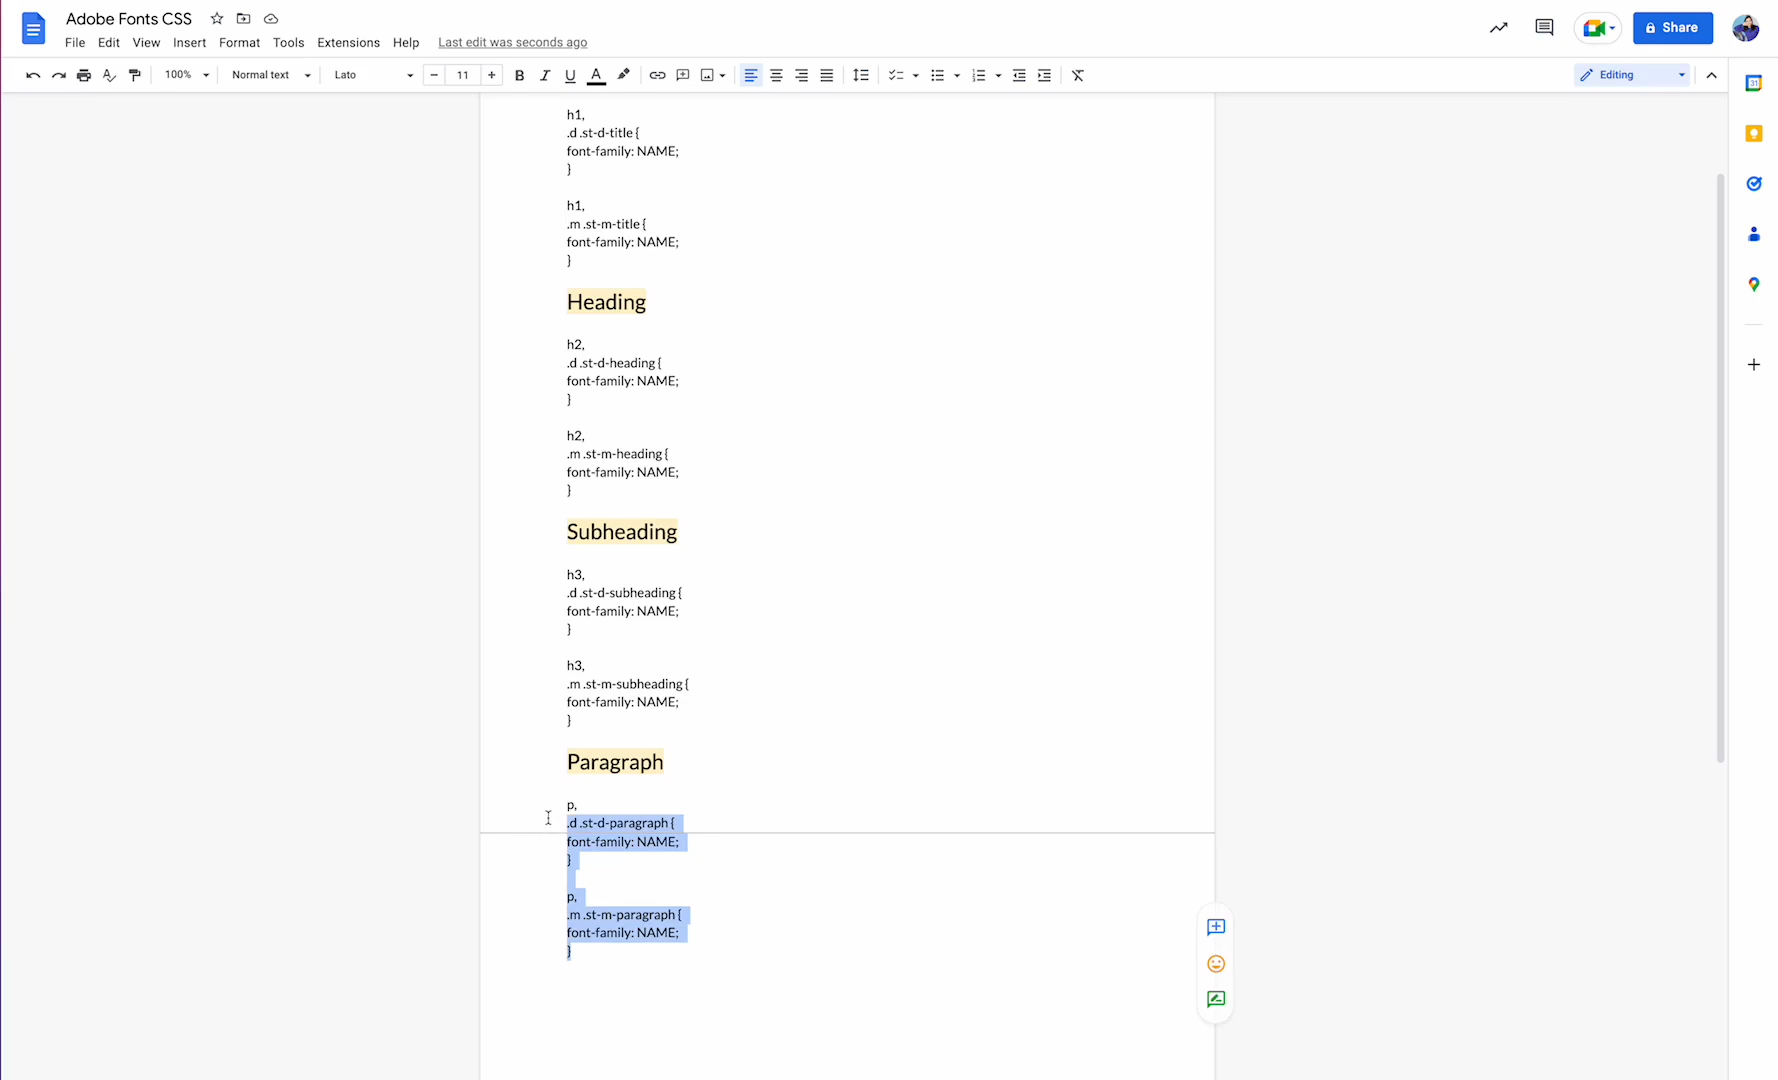 Adobe Fonts CSS
File Edit View Insert Format Tools Extensions Help Last edit was seconds ago
Share
100% Normal text Lato - 11 + B I U A Editing
31
h1,
.d .st-d-title {
font-family: NAME;
}
h1,
.m .st-m-title {
font-family: NAME;
}
Heading
h2,
.d .st-d-heading {
font-family: NAME;
}
h2,
.m .st-m-heading {
font-family: NAME;
}
Subheading
h3,
.d .st-d-subheading {
font-family: NAME;
}
h3,
.m .st-m-subheading {
font-family: NAME;
}
Paragraph
p,
.d .st-d-paragraph {
font-family: NAME;
}
p,
.m .st-m-paragraph {
font-family: NAME;
}